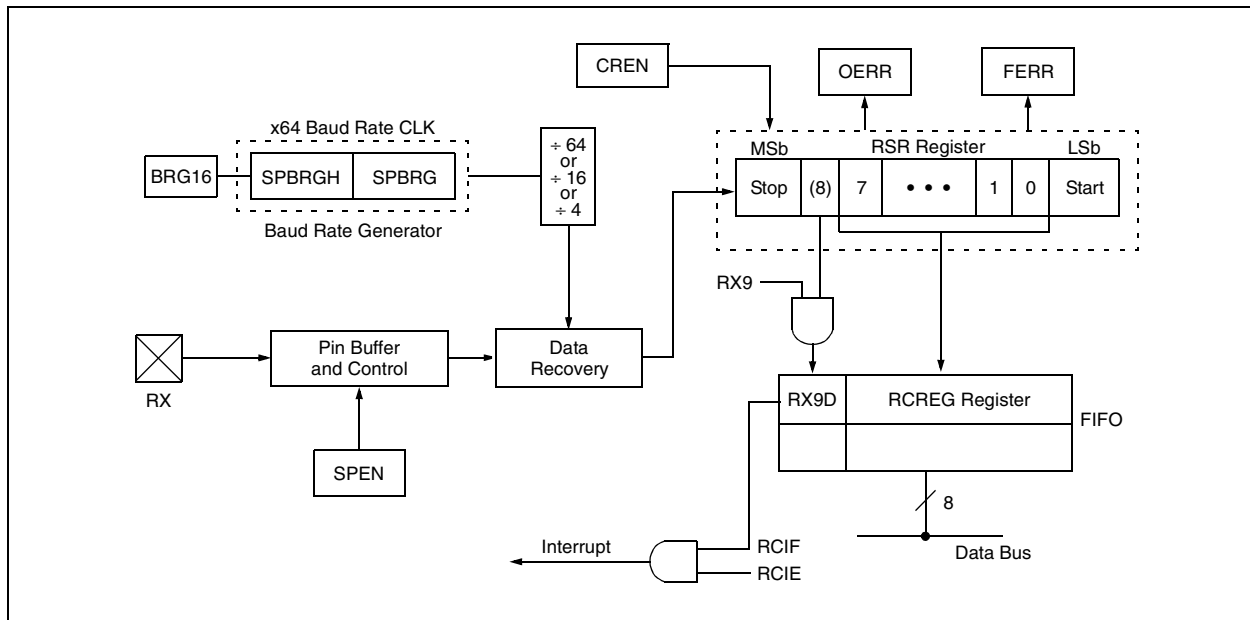 CREN
OERR
FERR
x64 Baud Rate CLK
BRG16
SPBRGH
SPBRG
Baud Rate Generator
÷ 64
or
÷ 16
or
÷ 4
MSb
RSR Register
LSb
Stop
(8)
7
• • •
1
0
Start
RX9
RX
Pin Buffer
and Control
Data
Recovery
SPEN
RX9D
RCREG Register
FIFO
8
Data Bus
Interrupt
RCIF
RCIE